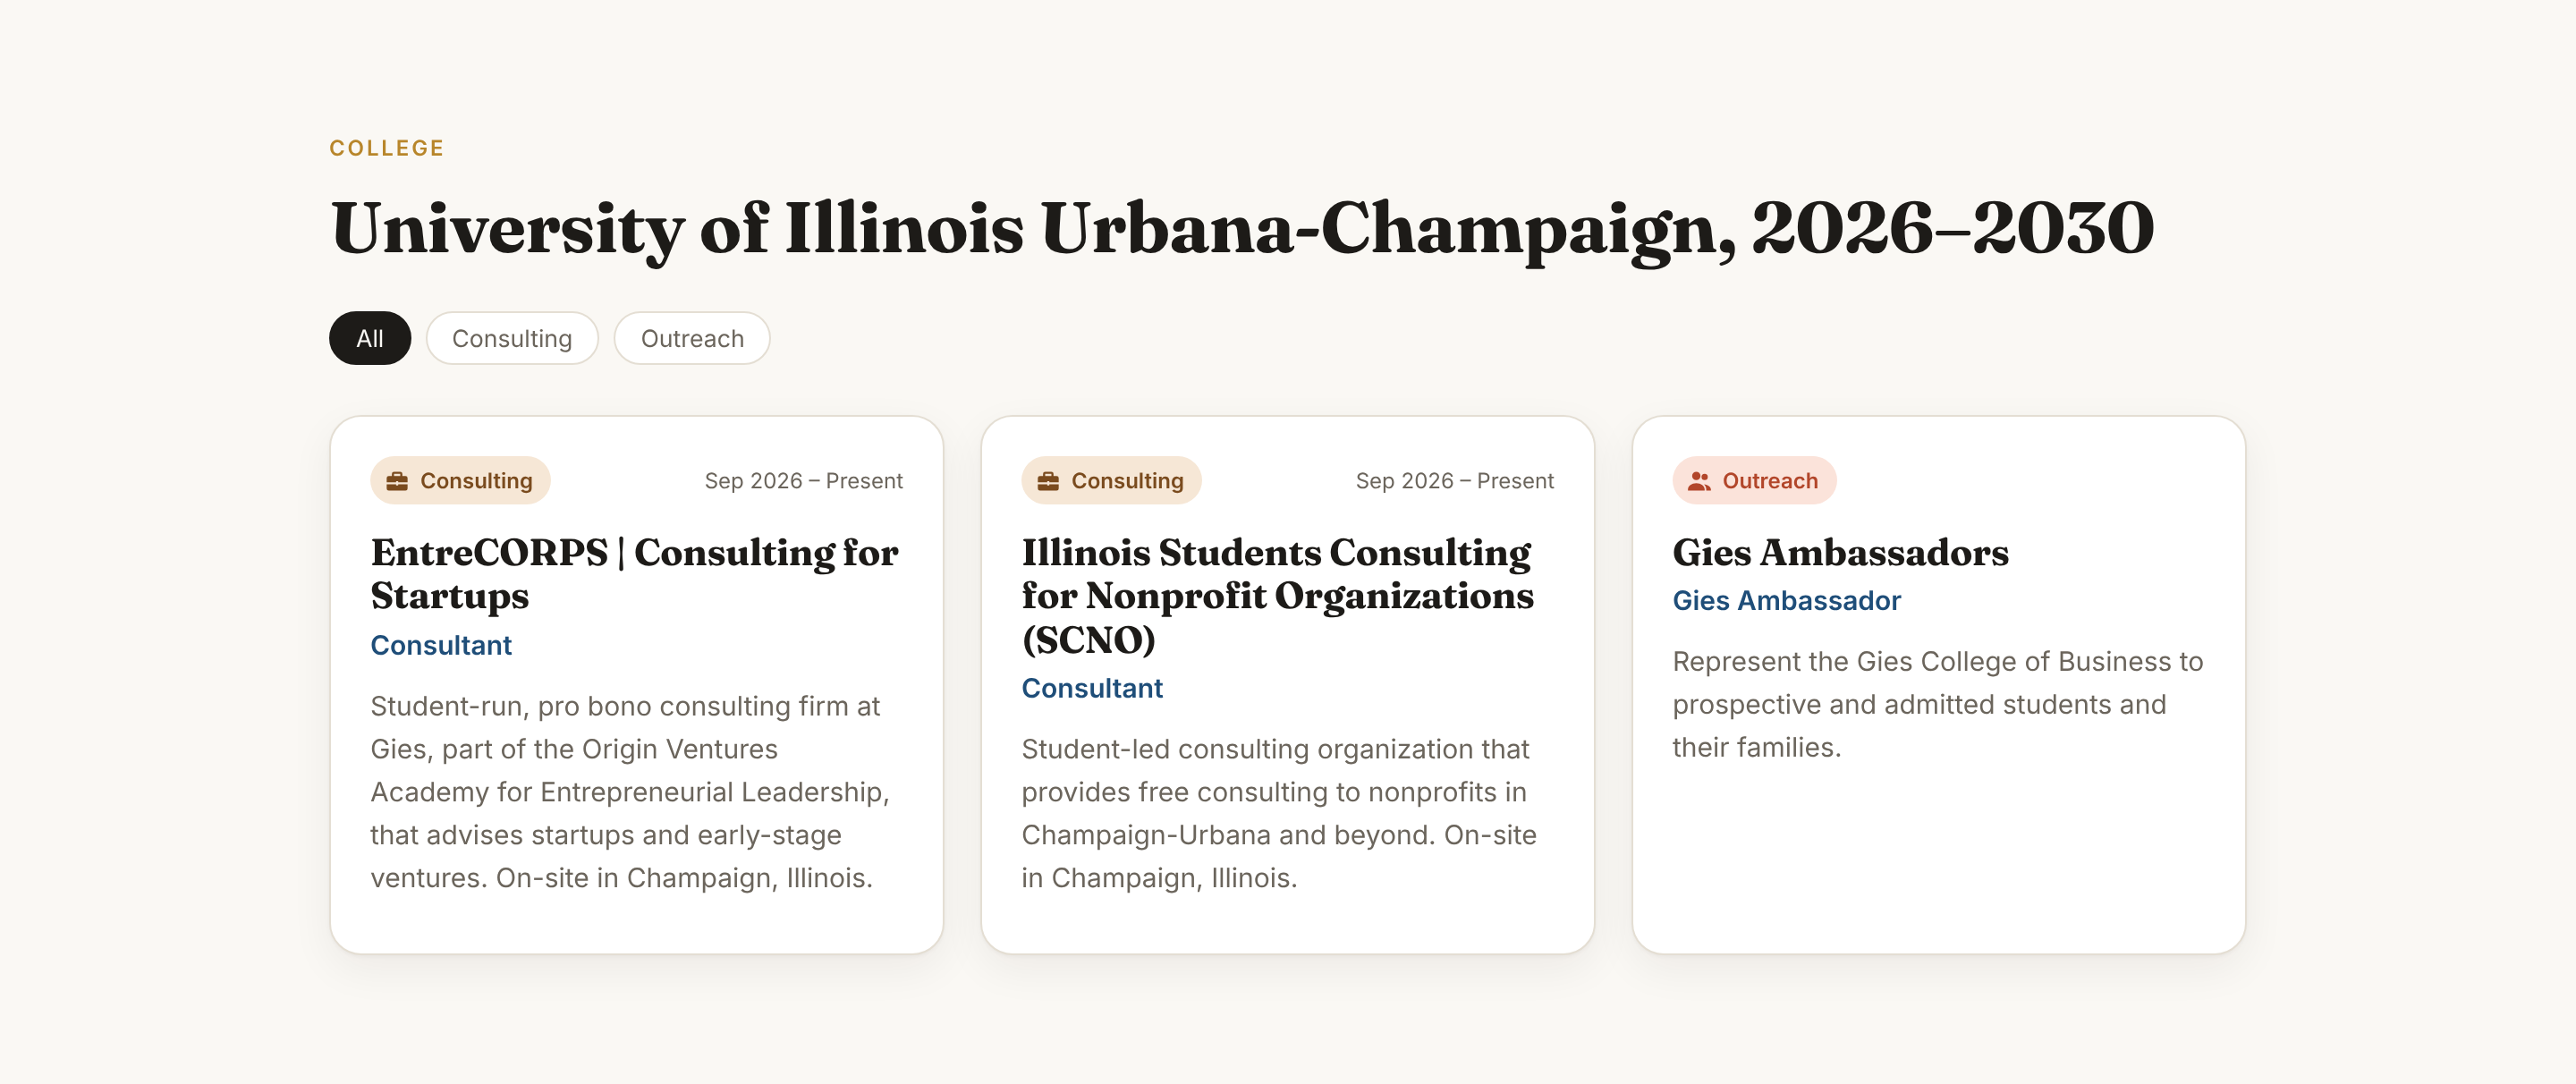 COLLEGE
University of Illinois Urbana-Champaign, 2026–2030
All
Consulting
Outreach
Consulting
Sep 2026 – Present
EntreCORPS | Consulting for
Startups
Consultant
Student-run, pro bono consulting firm at
Gies, part of the Origin Ventures
Academy for Entrepreneurial Leadership,
that advises startups and early-stage
ventures. On-site in Champaign, Illinois.
Consulting
Sep 2026 – Present
Illinois Students Consulting
for Nonprofit Organizations
(SCNO)
Consultant
Student-led consulting organization that
provides free consulting to nonprofits in
Champaign-Urbana and beyond. On-site
in Champaign, Illinois.
Outreach
Gies Ambassadors
Gies Ambassador
Represent the Gies College of Business to
prospective and admitted students and
their families.